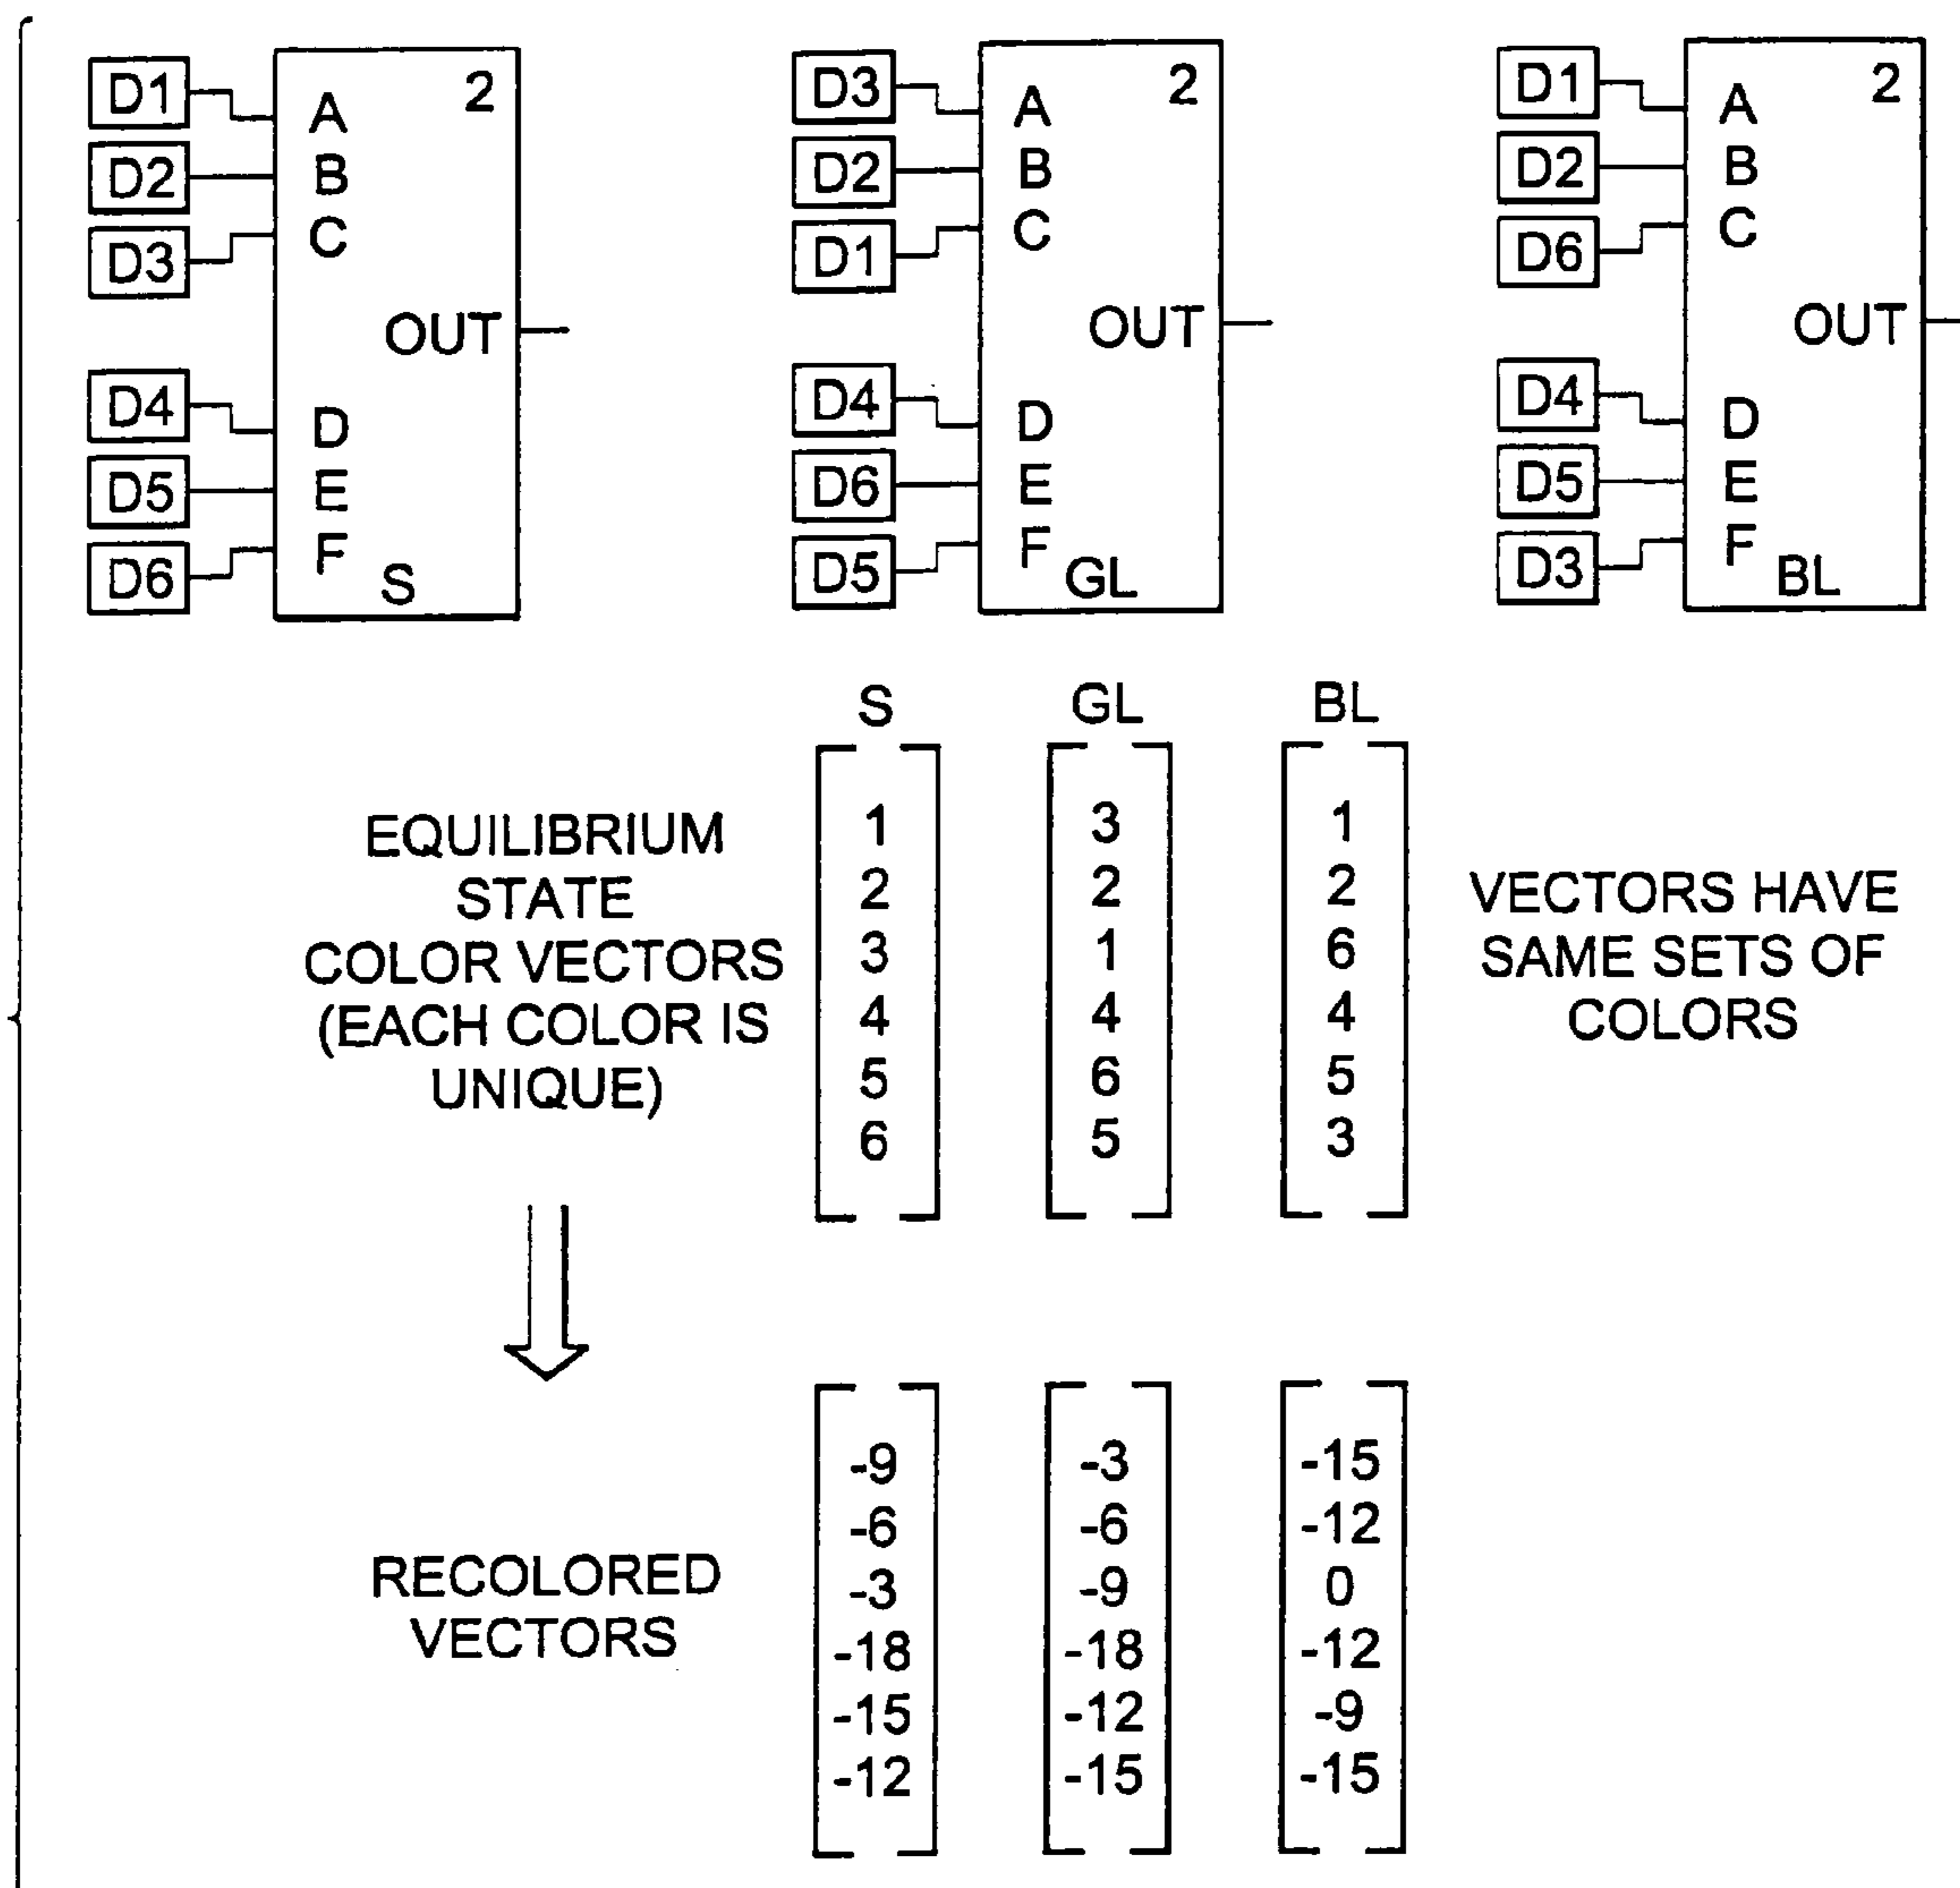 D1 A 2
D2 B
D3 C
OUT
D4 D
D5 E
D6 F
S
D3 A 2
D2 B
D1 C
OUT
D4 D
D6 E
D5 F
GL
D1 A 2
D2 B
D6 C
OUT
D4 D
D5 E
D3 F
BL
S GL BL
EQUILIBRIUM
STATE
COLOR VECTORS
(EACH COLOR IS
UNIQUE)
1 3 1
2 2 2
3 1 6
4 4 4
5 6 5
6 5 3
VECTORS HAVE
SAME SETS OF
COLORS
RECOLORED
VECTORS
-9 -3 -15
-6 -6 -12
-3 -9 0
-18 -18 -12
-15 -12 -9
-12 -15 -15